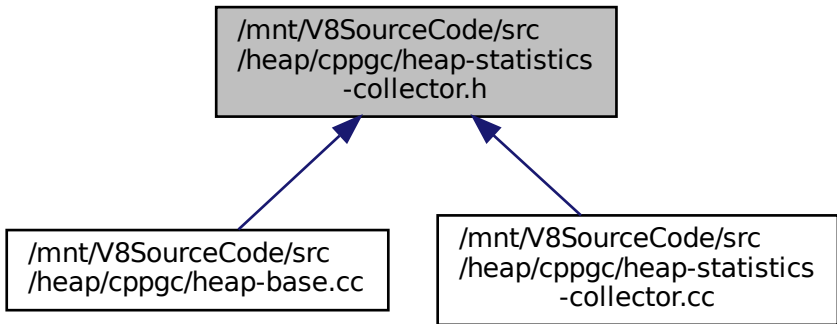 /mnt/V8SourceCode/src
/heap/cppgc/heap-statistics
-collector.h
/mnt/V8SourceCode/src
/heap/cppgc/heap-base.cc
/mnt/V8SourceCode/src
/heap/cppgc/heap-statistics
-collector.cc